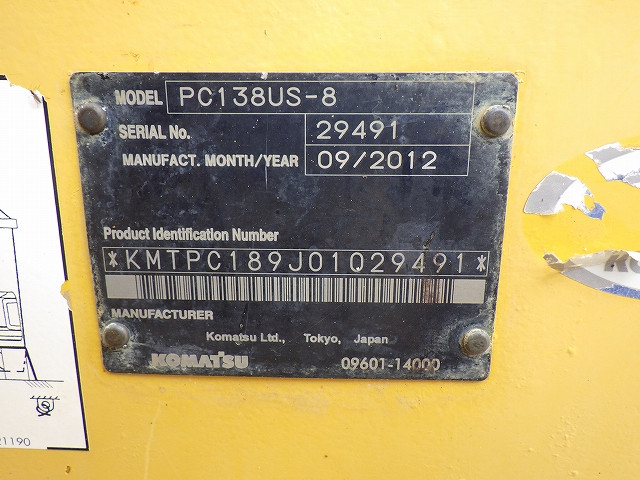 MODEL PC138US-8
SERIAL No. 29491
MANUFACT. MONTH/YEAR 09/2012
Product Identification Number
*KMTPC189J01029491*
MANUFACTURER
Komatsu Ltd., Tokyo, Japan
KOMATSU 09601-14000
21190